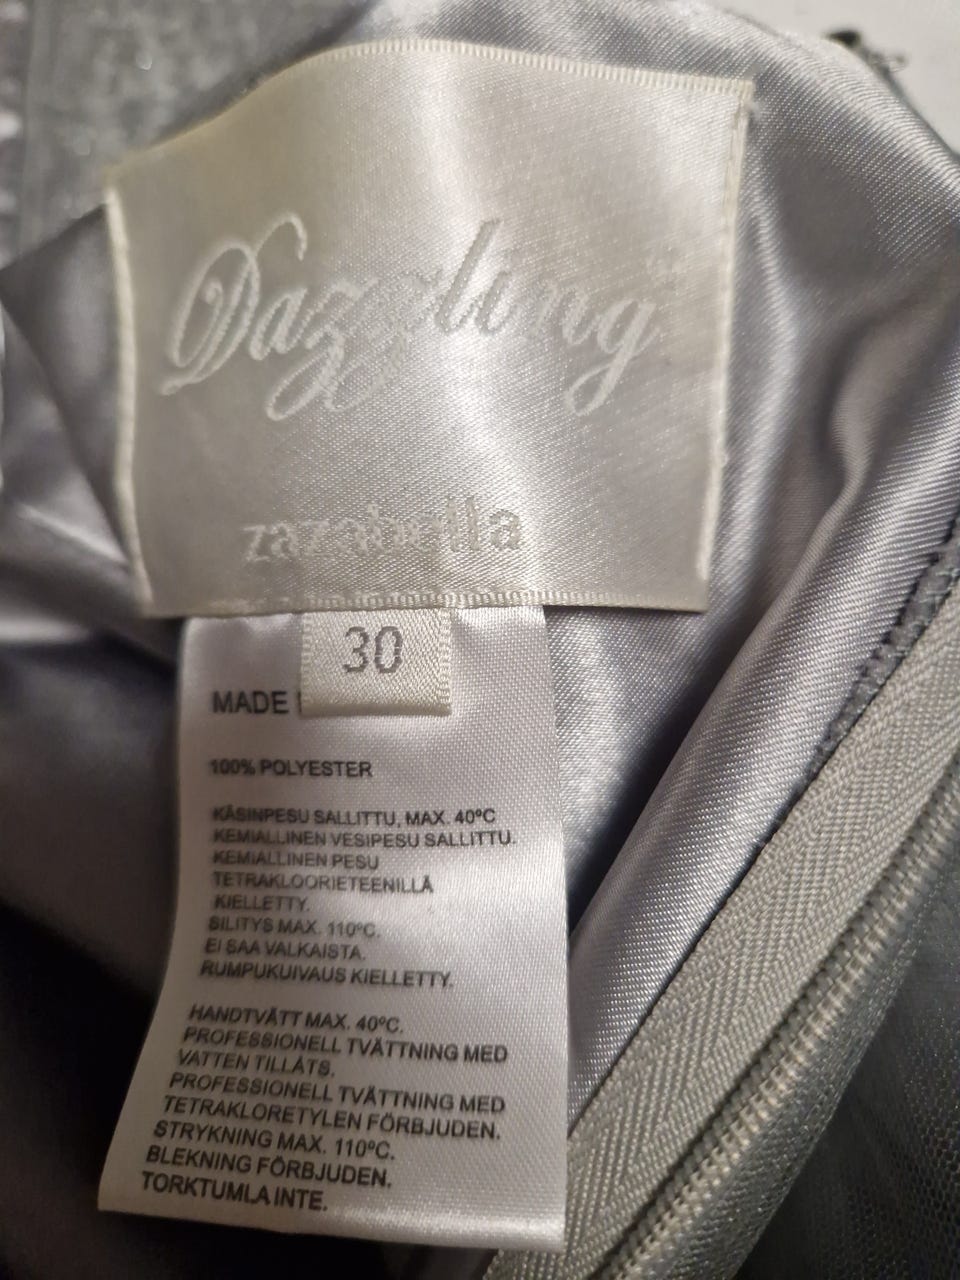 Dazzling
zazabella
30
MADE
100% POLYESTER
KÄSINPESU SALLITTU, MAX. 40ºC
KEMIALLINEN VESIPESU SALLITTU.
KEMIALLINEN PESU
TETRAKLOORIETEENILLÄ
KIELLETTY.
SILITYS MAX. 110ºC.
EI SAA VALKAISTA.
RUMPUKUIVAUS KIELLETTY.
HANDTVÄTT MAX. 40ºC.
PROFESSIONELL TVÄTTNING MED
VATTEN TILLÅTS.
PROFESSIONELL TVÄTTNING MED
TETRAKLORETYLEN FÖRBJUDEN.
STRYKNING MAX. 110ºC.
BLEKNING FÖRBJUDEN.
TORKTUMLA INTE.